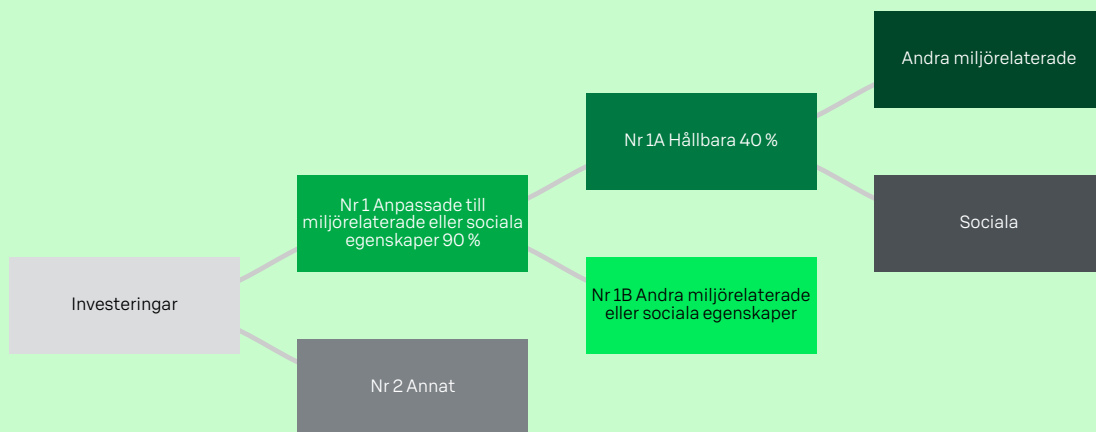 Andra miljörelaterade
Nr 1A Hållbara 40 %
Nr 1 Anpassade till
miljörelaterade eller sociala
egenskaper 90 %
Sociala
Investeringar
Nr 1B Andra miljörelaterade
eller sociala egenskaper
Nr 2 Annat